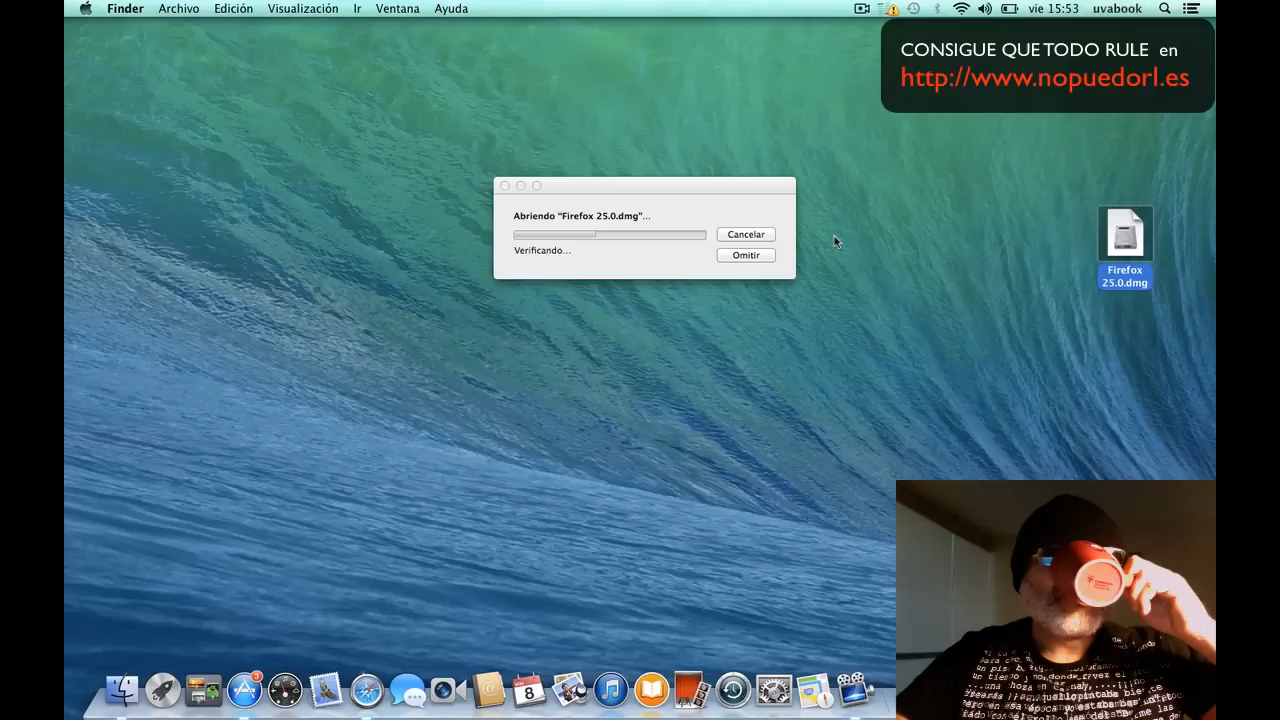 Finder Archivo Edición Visualización Ir Ventana Ayuda vie 15:53 uvabook
CONSIGUE QUE TODO RULE en
http://www.nopuedorl.es
Abriendo "Firefox 25.0.dmg"...
Cancelar
Verificando...
Omitir
Firefox
25.0.dmg
3
8